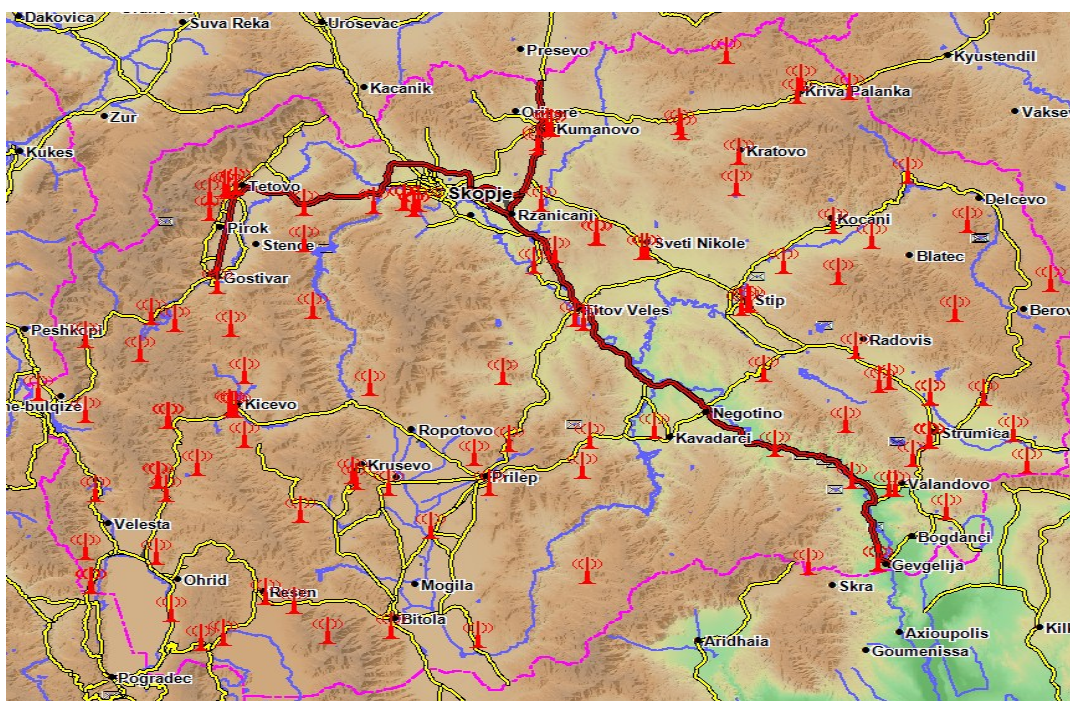 Dakovica
Suva Reka
Urosevac
Presevo
Kyustendil
Kacanik
Kriva Palanka
Zur
Kumanovo
Kukes
Kratovo
Tetovo
Skopje
Delcevo
Rzanicani
Kocani
Pirok
Stence
Sveti Nikole
Blatec
Gostivar
Stip
Titov Veles
Peshkopi
Radovis
Kicevo
Negotino
Ropotovo
Kavadarci
Strumica
Krusevo
Prilep
Valandovo
Velesta
Bogdanci
Gevgelija
Ohrid
Mogila
Skra
Resen
Bitola
Axioupolis
Aridhaia
Goumenissa
Pogradec